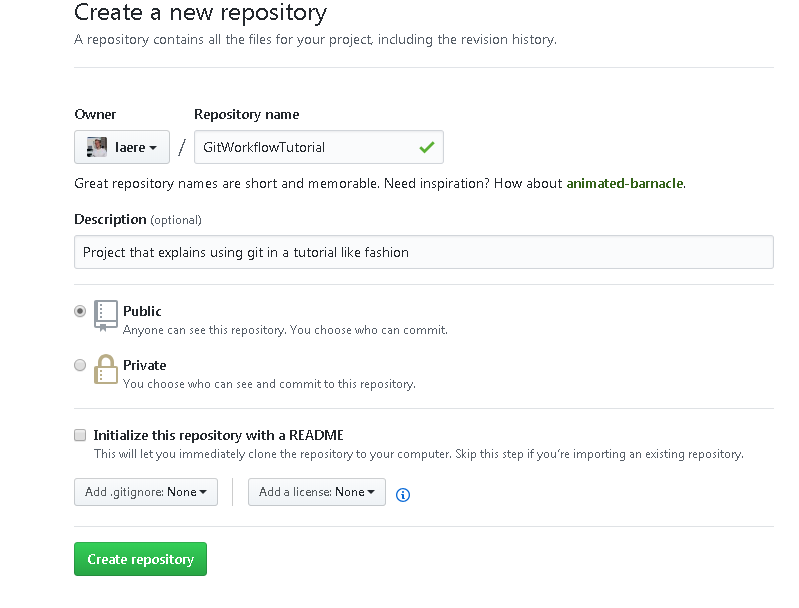 Create a new repository
A repository contains all the files for your project, including the revision history.
Owner
Repository name
laere
/
GitWorkflowTutorial
Great repository names are short and memorable. Need inspiration? How about animated-barnacle.
Description (optional)
Project that explains using git in a tutorial like fashion
Public
Anyone can see this repository. You choose who can commit.
Private
You choose who can see and commit to this repository.
Initialize this repository with a README
This will let you immediately clone the repository to your computer. Skip this step if you're importing an existing repository.
Add .gitignore: None
Add a license: None
Create repository